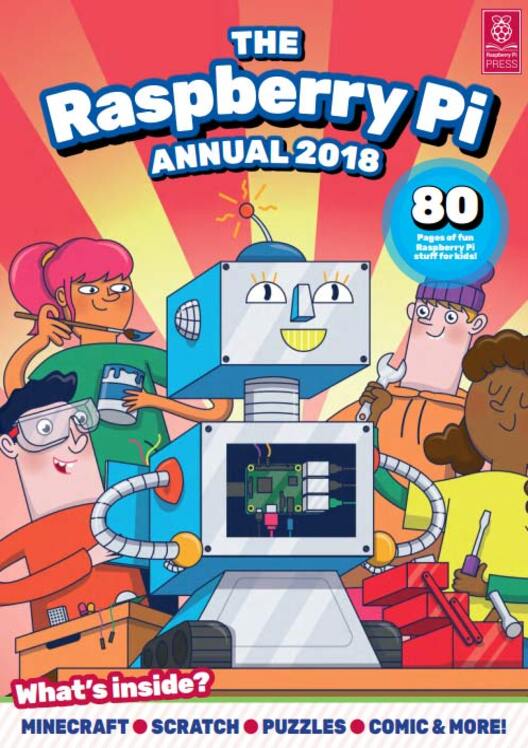 THE
Raspberry Pi
ANNUAL 2018
Raspberry Pi
PRESS
80
Pages of fun
Raspberry Pi
stuff for kids!
What's inside?
MINECRAFT ● SCRATCH ● PUZZLES ● COMIC & MORE!